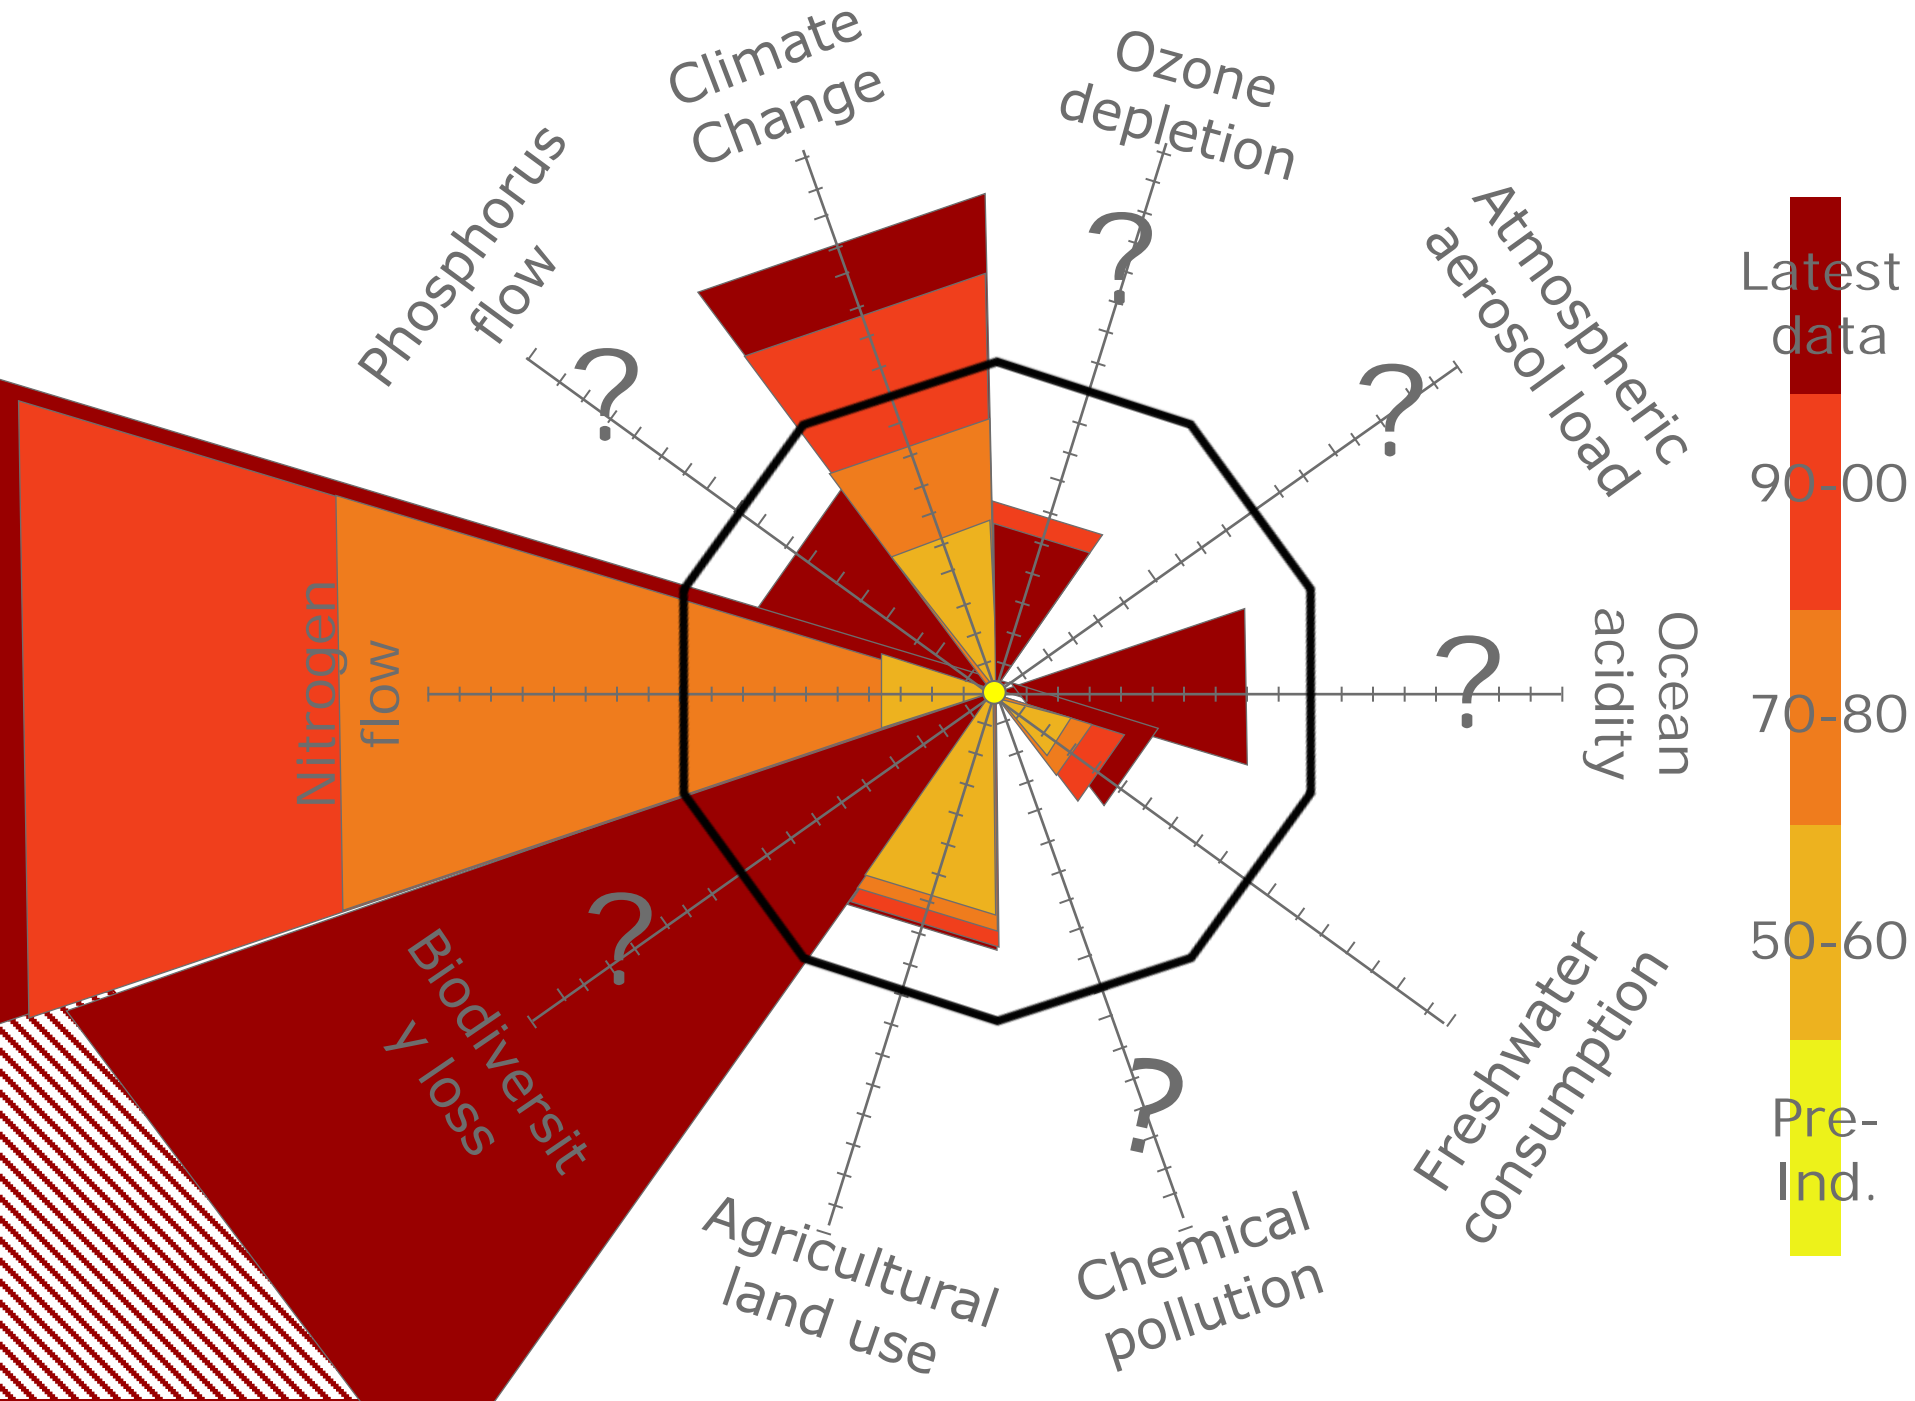 Climate
Change
Ozone
depletion
?
Atmospheric
aerosol load
?
Ocean
acidity
?
Freshwater
consumption
Chemical
pollution
?
Agricultural
land use
Biodiversit
y loss
?
Nitrogen
flow
Phosphorus
flow
?
Latest
data
90-00
70-80
50-60
Pre-
Ind.